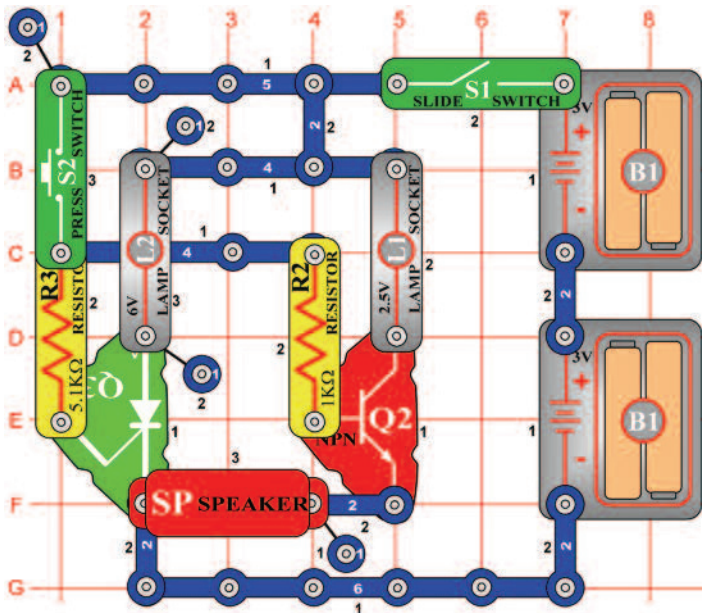 1 2 3 4 5 6 7 8
1
2
A
1
5
S1
SLIDE SWITCH
2
3V
+
B1
1
-
S2
PRESS SWITCH
3
1
2
2
2
B
4
1
L2
LAMP SOCKET
6V
3
L1
LAMP SOCKET
2.5V
2
C
1
4
R3
RESISTOR
5.1KΩ
2
R2
RESISTOR
1KΩ
2
2
2
D
1
2
3V
+
B1
1
-
Q3
1
E
Q2
NPN
1
3
F
SP SPEAKER
2
2
2
2
1
1
2
2
G
6
1